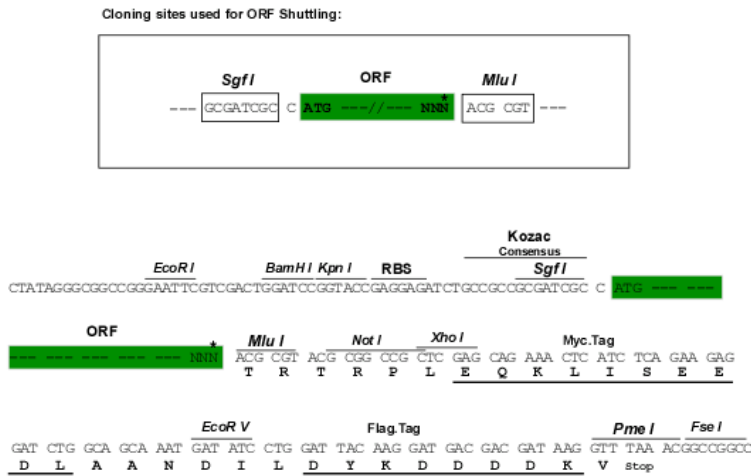 Cloning sites used for ORF Shuttling:
Sgf I ORF Mlu I
*
--- GCGATCGC C ATG ---//--- NNN ACG CGT ---
Kozac
Consensus
EcoR I BamH I Kpn I RBS Sgf I
CTATAGGGCGGCCGGGAATTCGTCGACTGGATCCGGTACCGAGGAGATCTGCCGCCGCGATCGC C ATG --- ---
ORF Mlu I Not I Xho I Myc.Tag
*
--- --- --- --- --- NNN ACG CGT ACG CGG CCG CTC GAG CAG AAA CTC ATC TCA GAA GAG
T R T R P L E Q K L I S E E
EcoR V Flag.Tag Pme I Fse I
GAT CTG GCA GCA AAT GAT ATC CTG GAT TAC AAG GAT GAC GAC GAT AAG GTT TAA ACGGCCGGCC
D L A A N D I L D Y K D D D D K V Stop